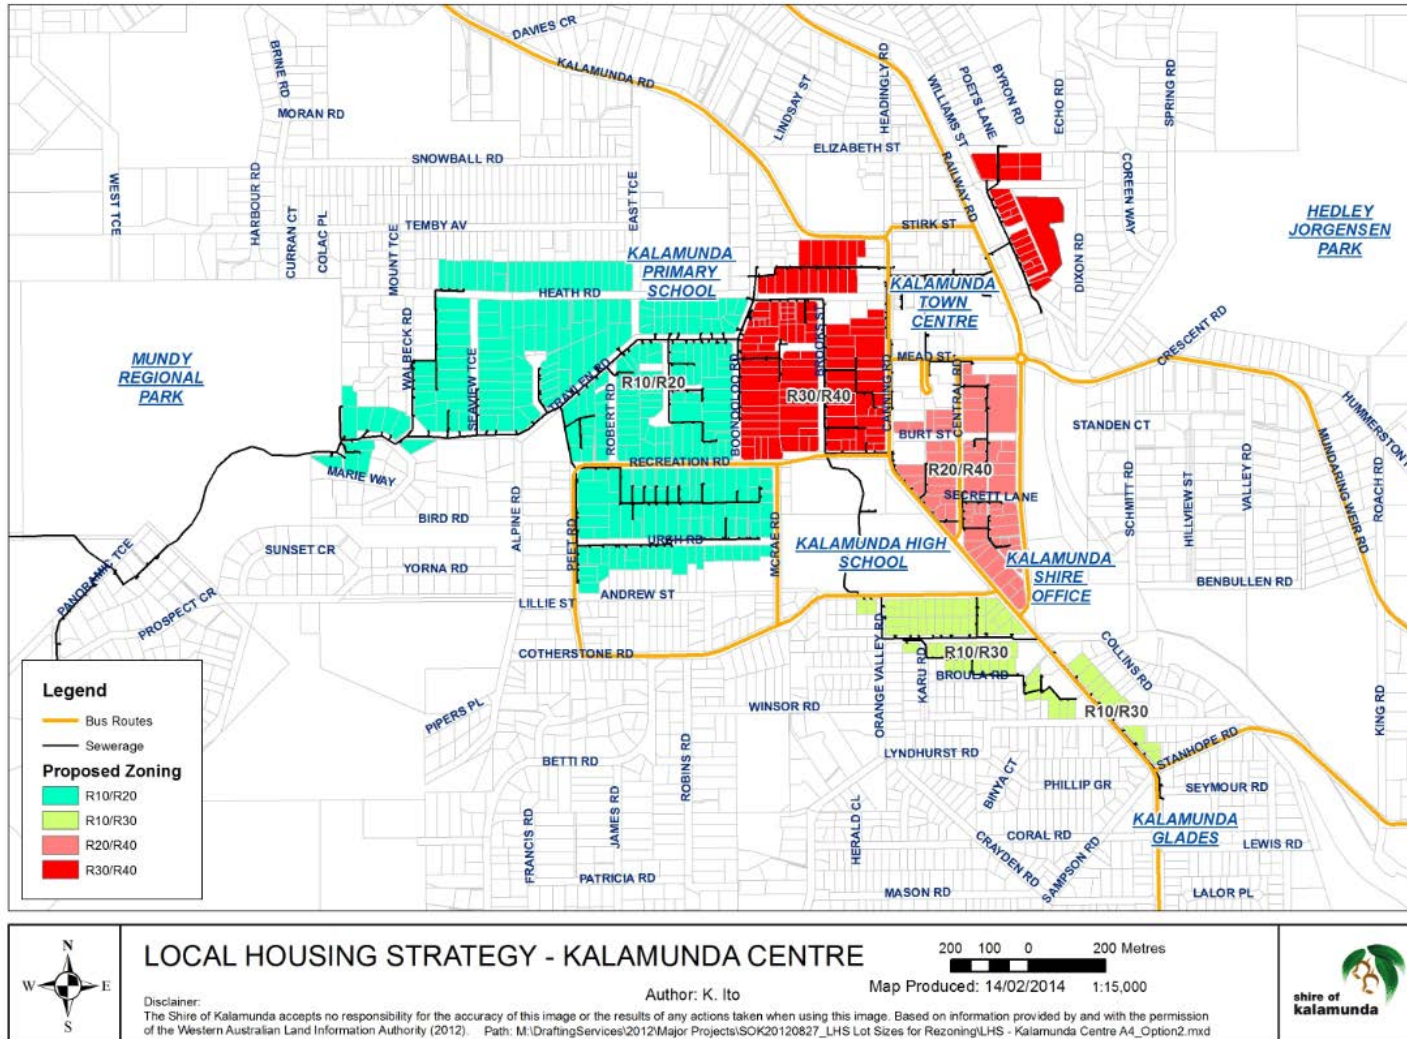 DAVIES CR
KALAMUNDA RD
BRINE RD
MORAN RD
LINDSAY ST
HEADINGLY RD
WILLIAMS ST
POETS LANE
BYRON RD
ECHO RD
SPRING RD
SNOWBALL RD
ELIZABETH ST
RAILWAY RD
COREEN WAY
WEST TCE
HARBOUR RD
CURRAN CT
COLAC PL
MOUNT TCE
TEMBY AV
EAST TCE
STIRK ST
DIXON RD
HEDLEY
JORGENSEN
PARK
KALAMUNDA
PRIMARY
SCHOOL
HEATH RD
KALAMUNDA
TOWN
CENTRE
CRESCENT RD
MUNDY
REGIONAL
PARK
WALBECK RD
SEAVIEW TCE
TRAYLEN RD
R10/R20
ROBERT RD
BOONOOLOO RD
R30/R40
BROOKS ST
CANNING RD
MEAD ST
CENTRAL RD
BURT ST
STANDEN CT
HUMMERSTON
MUNDARING WEIR RD
ROACH RD
MARIE WAY
RECREATION RD
R20/R40
SECRETT LANE
SCHMITT RD
HILLVIEW ST
VALLEY RD
BIRD RD
ALPINE RD
PEET RD
URCH RD
MCRAE RD
KALAMUNDA HIGH
SCHOOL
KALAMUNDA
SHIRE
OFFICE
SUNSET CR
YORNA RD
PANORAMIC TCE
PROSPECT CR
LILLIE ST
ANDREW ST
BENBULLEN RD
COTHERSTONE RD
ORANGE VALLEY RD
KARU RD
R10/R30
BROULA RD
COLLINS RD
R10/R30
PIPERS PL
WINSOR RD
KING RD
BETTI RD
ROBINS RD
LYNDHURST RD
BINYA CT
PHILLIP GR
STANHOPE RD
SEYMOUR RD
FRANCIS RD
JAMES RD
HERALD CL
CORAL RD
CRAYDEN RD
SAMPSON RD
KALAMUNDA
GLADES
LEWIS RD
PATRICIA RD
MASON RD
LALOR PL
Legend
Bus Routes
Sewerage
Proposed Zoning
R10/R20
R10/R30
R20/R40
R30/R40
N
W E
S
LOCAL HOUSING STRATEGY - KALAMUNDA CENTRE
200 100 0 200 Metres
Map Produced: 14/02/2014 1:15,000
Author: K. Ito
Disclaimer:
The Shire of Kalamunda accepts no responsibility for the accuracy of this image or the results of any actions taken when using this image. Based on information provided by and with the permission
of the Western Australian Land Information Authority (2012). Path: M:\DraftingServices\2012\Major Projects\SOK20120827_LHS Lot Sizes for Rezoning\LHS - Kalamunda Centre A4_Option2.mxd
shire of
kalamunda